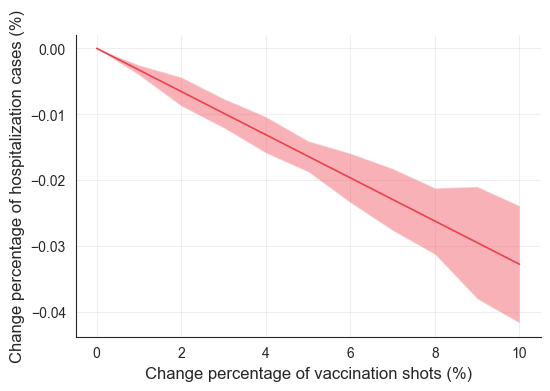 Change percentage of hospitalization cases (%)
0.00
−0.01
−0.02
−0.03
−0.04
0 2 4 6 8 10
Change percentage of vaccination shots (%)